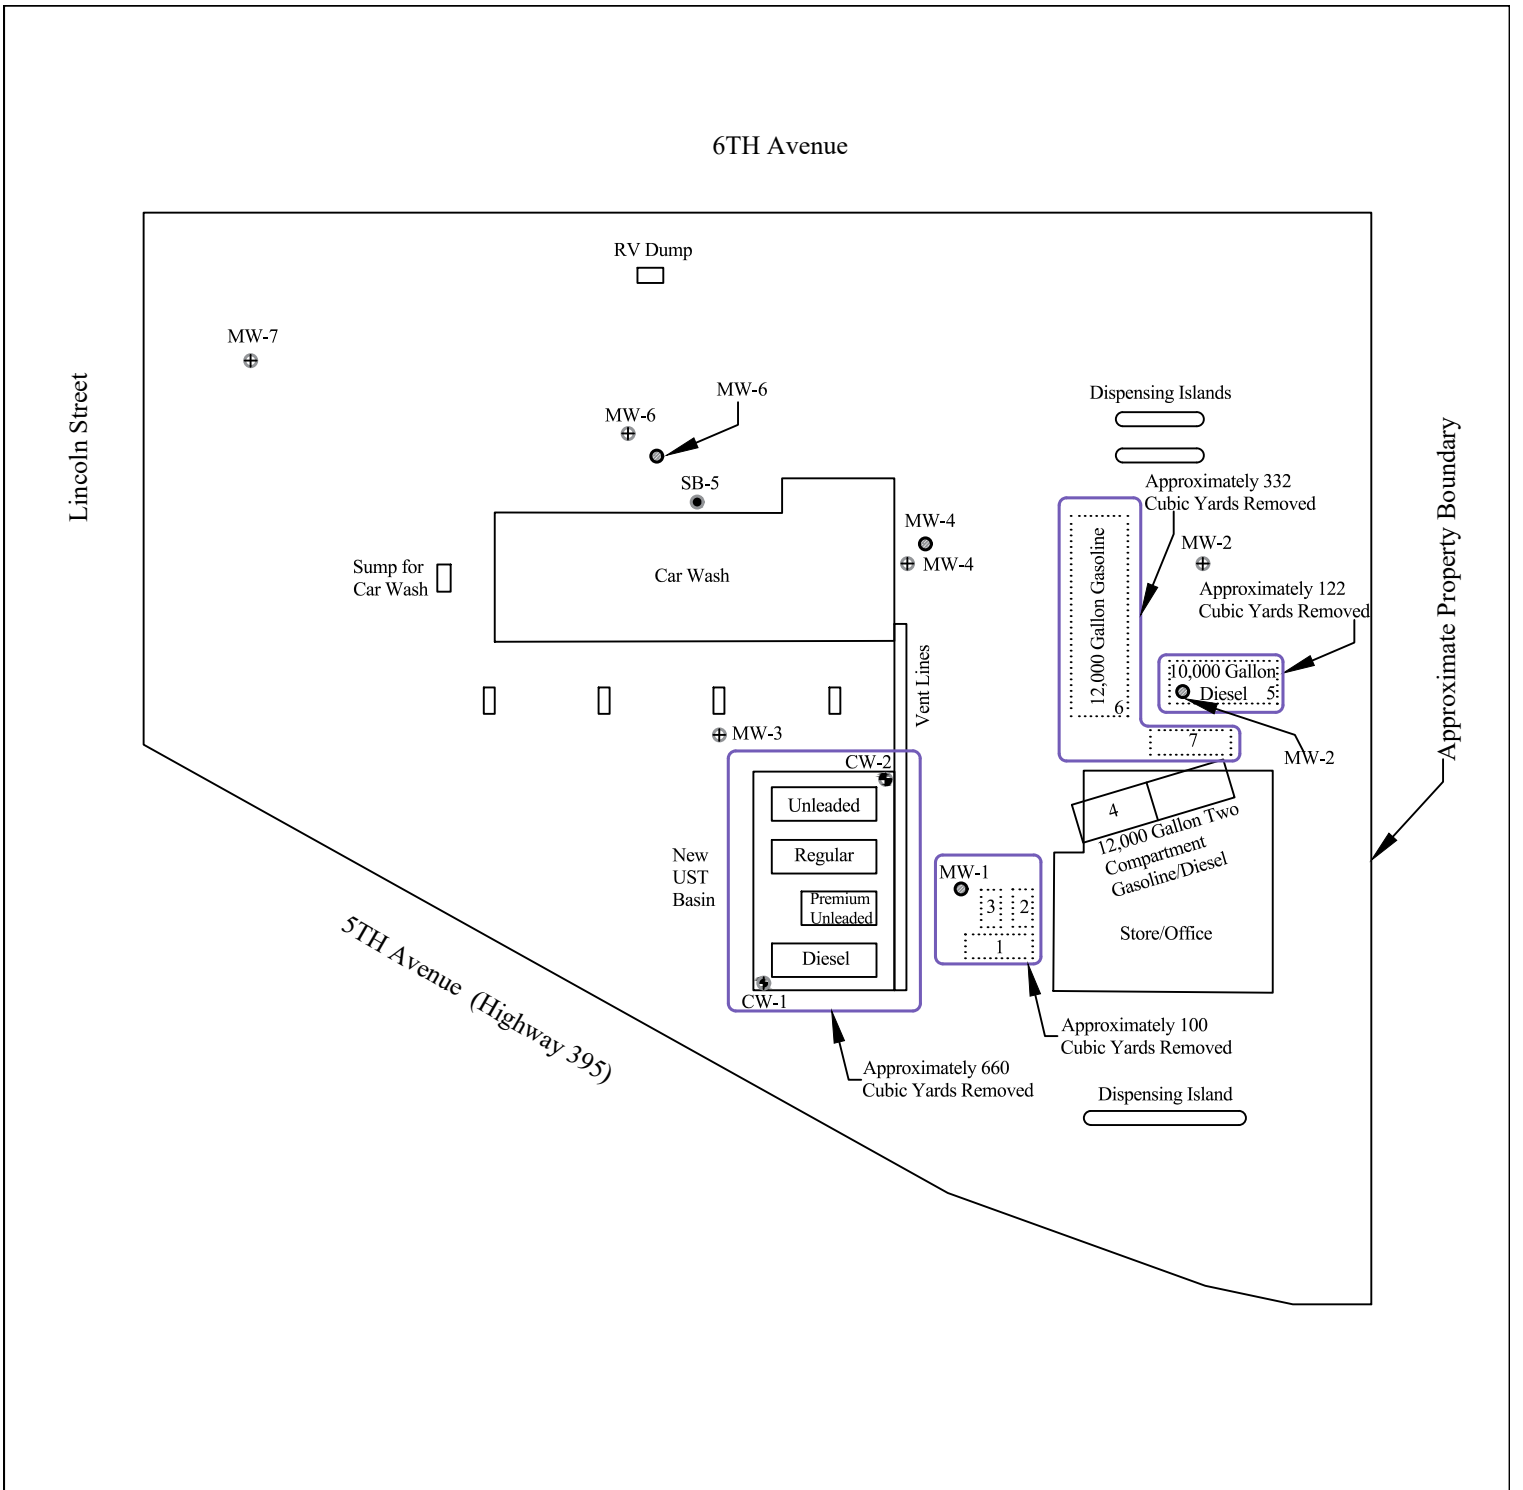 6TH Avenue
RV Dump
MW-7
Lincoln Street
MW-6
MW-6
Dispensing Islands
SB-5
Approximately 332
Cubic Yards Removed
Approximate Property Boundary
MW-4
MW-4
MW-2
Sump for
Car Wash
Car Wash
12,000 Gallon Gasoline
6
Approximately 122
Cubic Yards Removed
Vent Lines
10,000 Gallon
Diesel 5
MW-3
7
MW-2
CW-2
Unleaded
4
12,000 Gallon Two
Compartment
Gasoline/Diesel
New
UST
Basin
Regular
Premium
Unleaded
MW-1
3
2
1
Store/Office
Diesel
CW-1
5TH Avenue (Highway 395)
Approximately 100
Cubic Yards Removed
Approximately 660
Cubic Yards Removed
Dispensing Island